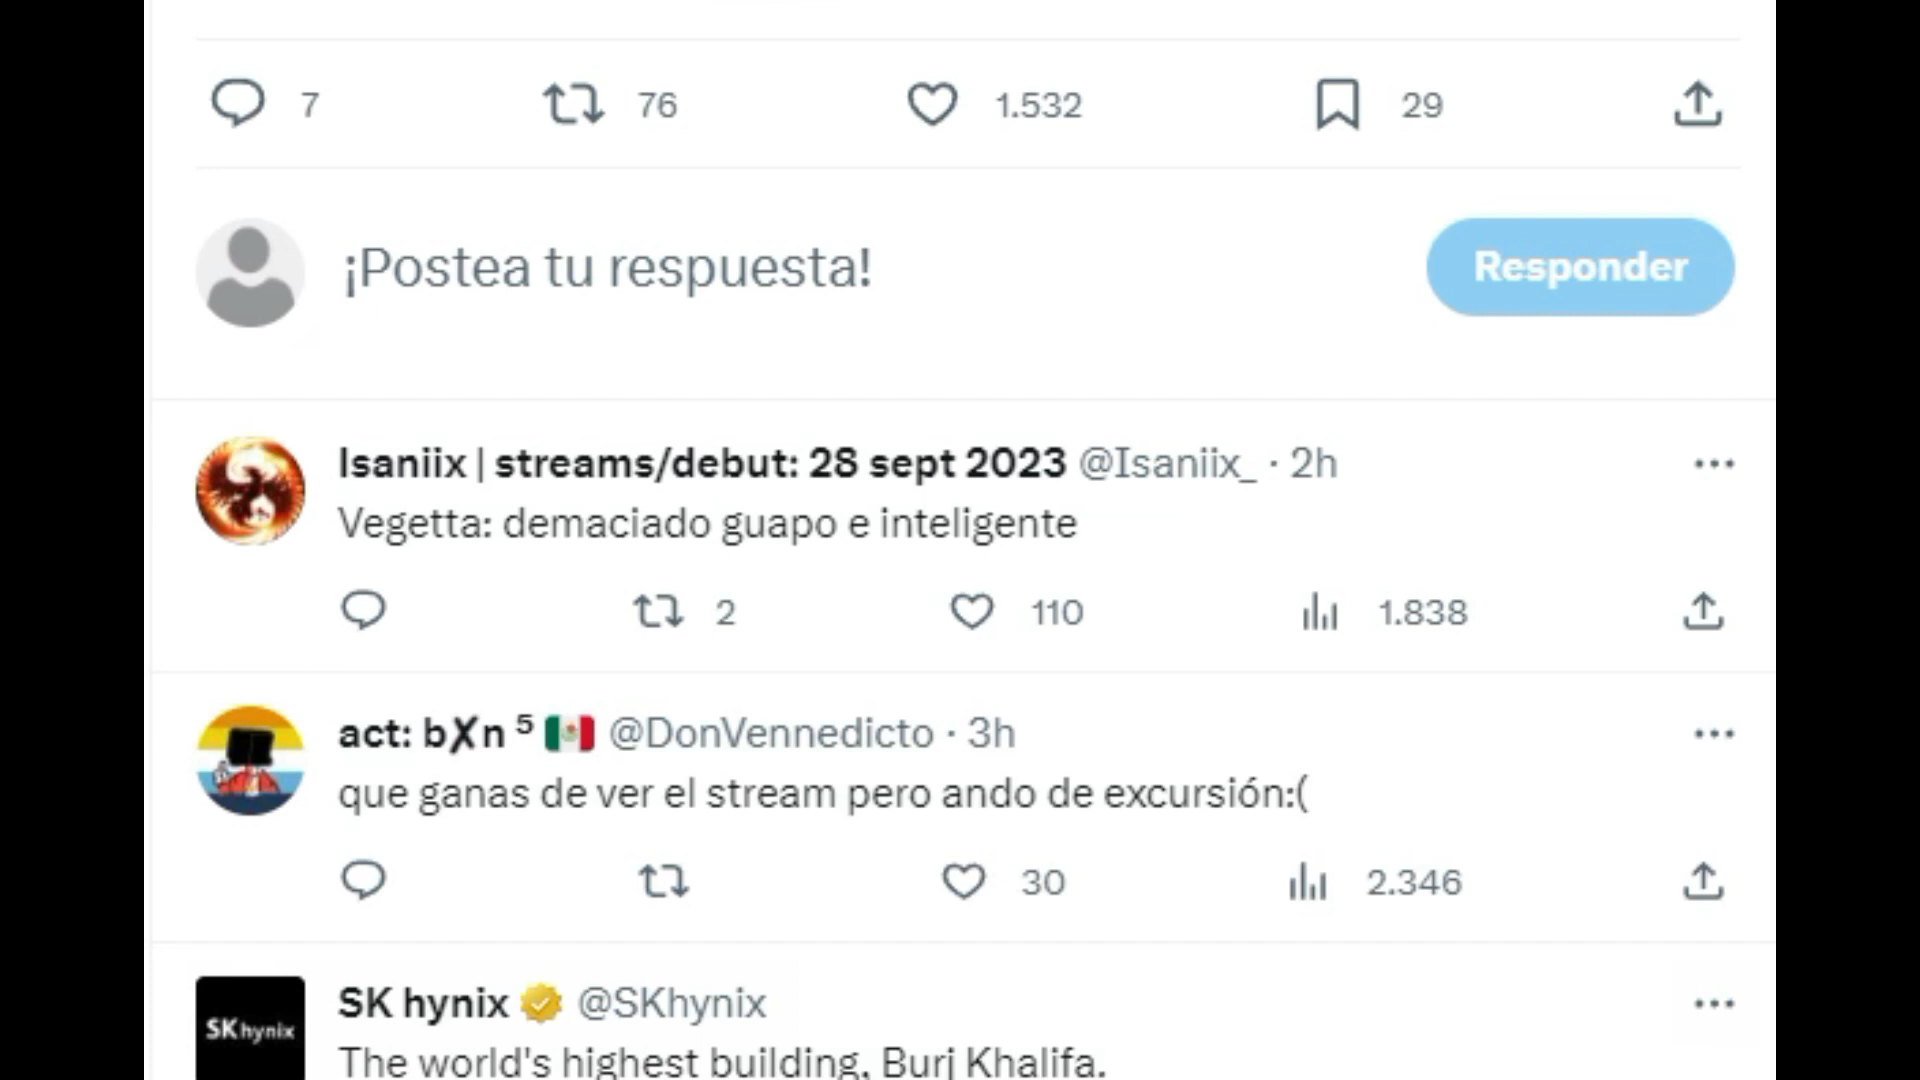 7 76 1.532 29
¡Postea tu respuesta! Responder
Isaniix | streams/debut: 28 sept 2023 @Isaniix_ · 2h ...
Vegetta: demaciado guapo e inteligente
2 110 1.838
act: bXn ⁵ 🇲🇽 @DonVennedicto · 3h ...
que ganas de ver el stream pero ando de excursión:(
30 2.346
SK hynix @SKhynix ...
SK hynix
The world's highest building, Burj Khalifa.